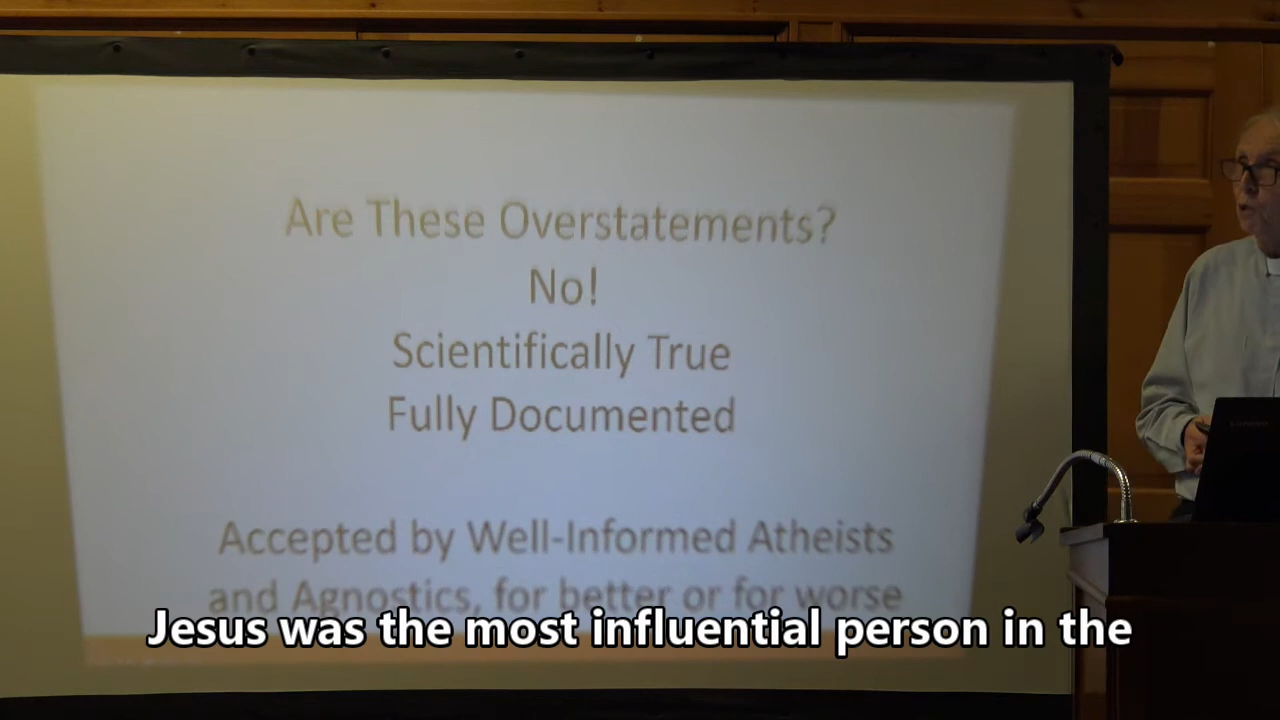 Are These Overstatements?
No!
Scientifically True
Fully Documented
Accepted by Well-Informed Atheists
and Agnostics, for better or for worse
Jesus was the most influential person in the
Lenovo